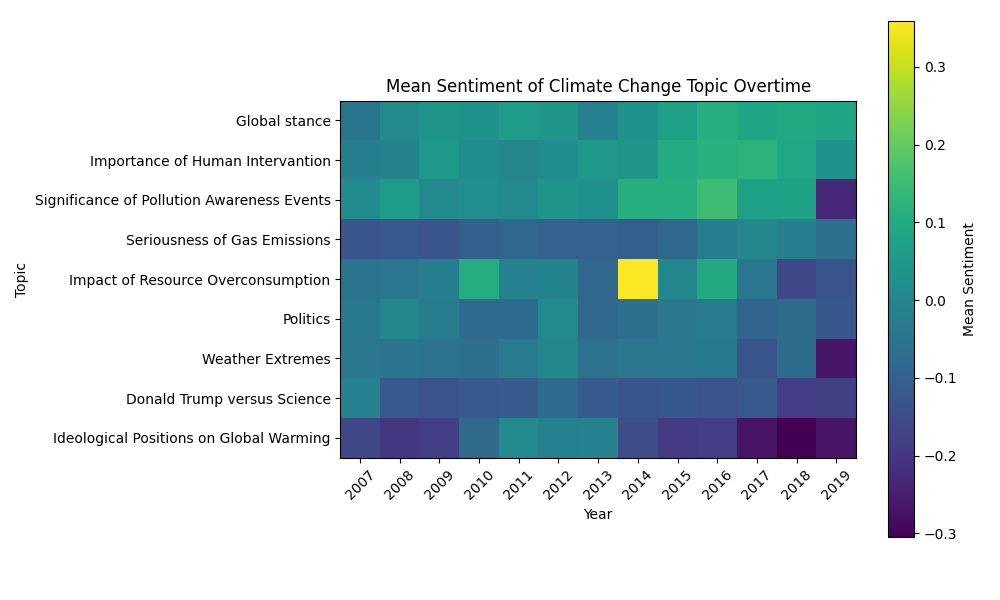 Mean Sentiment of Climate Change Topic Overtime
Topic
Global stance
Importance of Human Intervantion
Significance of Pollution Awareness Events
Seriousness of Gas Emissions
Impact of Resource Overconsumption
Politics
Weather Extremes
Donald Trump versus Science
Ideological Positions on Global Warming
2007 2008 2009 2010 2011 2012 2013 2014 2015 2016 2017 2018 2019
Year
0.3
0.2
0.1
0.0
−0.1
−0.2
−0.3
Mean Sentiment